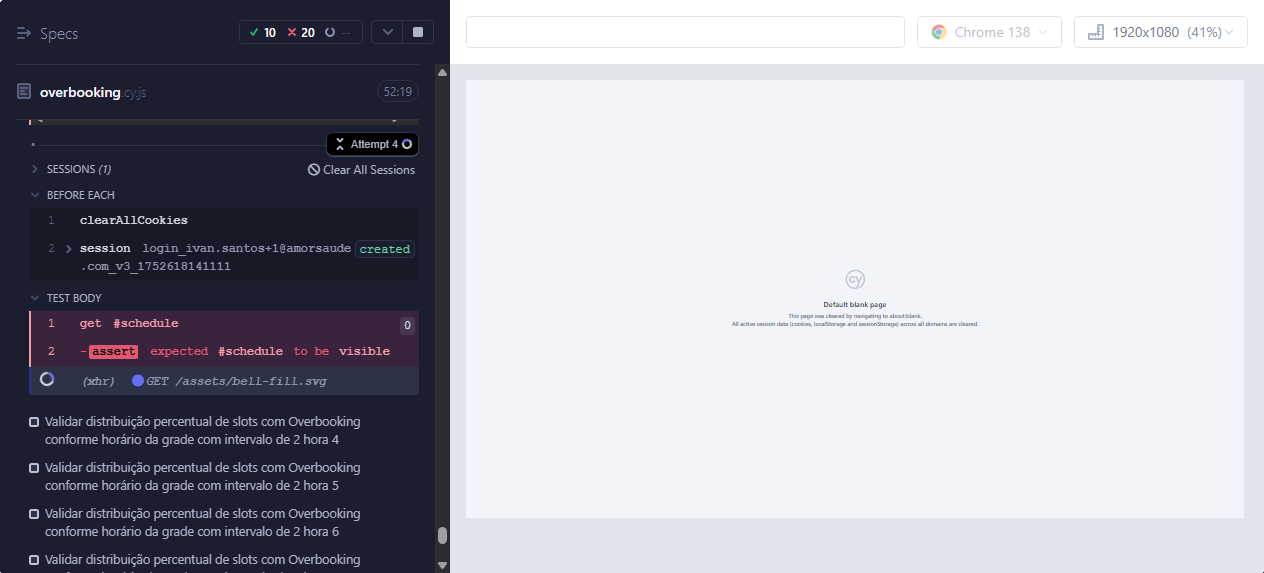 Specs
10 20 --
Chrome 138
1920x1080 (41%)
overbooking.cy.js
52:19
Attempt 4
SESSIONS (1)
Clear All Sessions
BEFORE EACH
1 clearAllCookies
2 session login_ivan.santos+1@amorsaude created
.com_v3_1752618141111
TEST BODY
1 get #schedule 0
2 -assert expected #schedule to be visible
(xhr) GET /assets/bell-fill.svg
Validar distribuição percentual de slots com Overbooking
conforme horário da grade com intervalo de 2 hora 4
Validar distribuição percentual de slots com Overbooking
conforme horário da grade com intervalo de 2 hora 5
Validar distribuição percentual de slots com Overbooking
conforme horário da grade com intervalo de 2 hora 6
Validar distribuição percentual de slots com Overbooking
cy
Default blank page
This page was cleared by navigating to about:blank.
All active session data (cookies, localStorage and sessionStorage) across all domains are cleared.